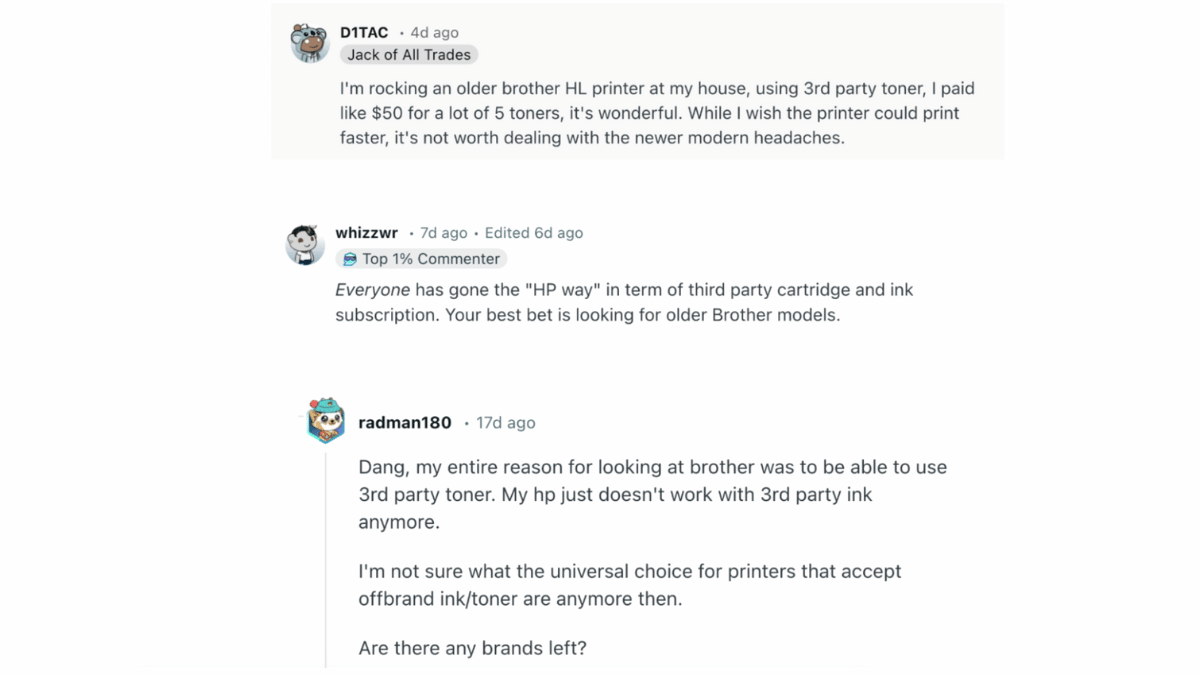 D1TAC • 4d ago
Jack of All Trades
I'm rocking an older brother HL printer at my house, using 3rd party toner, I paid
like $50 for a lot of 5 toners, it's wonderful. While I wish the printer could print
faster, it's not worth dealing with the newer modern headaches.
whizzwr • 7d ago • Edited 6d ago
Top 1% Commenter
Everyone has gone the "HP way" in term of third party cartridge and ink
subscription. Your best bet is looking for older Brother models.
radman180 • 17d ago
Dang, my entire reason for looking at brother was to be able to use
3rd party toner. My hp just doesn't work with 3rd party ink
anymore.
I'm not sure what the universal choice for printers that accept
offbrand ink/toner are anymore then.
Are there any brands left?